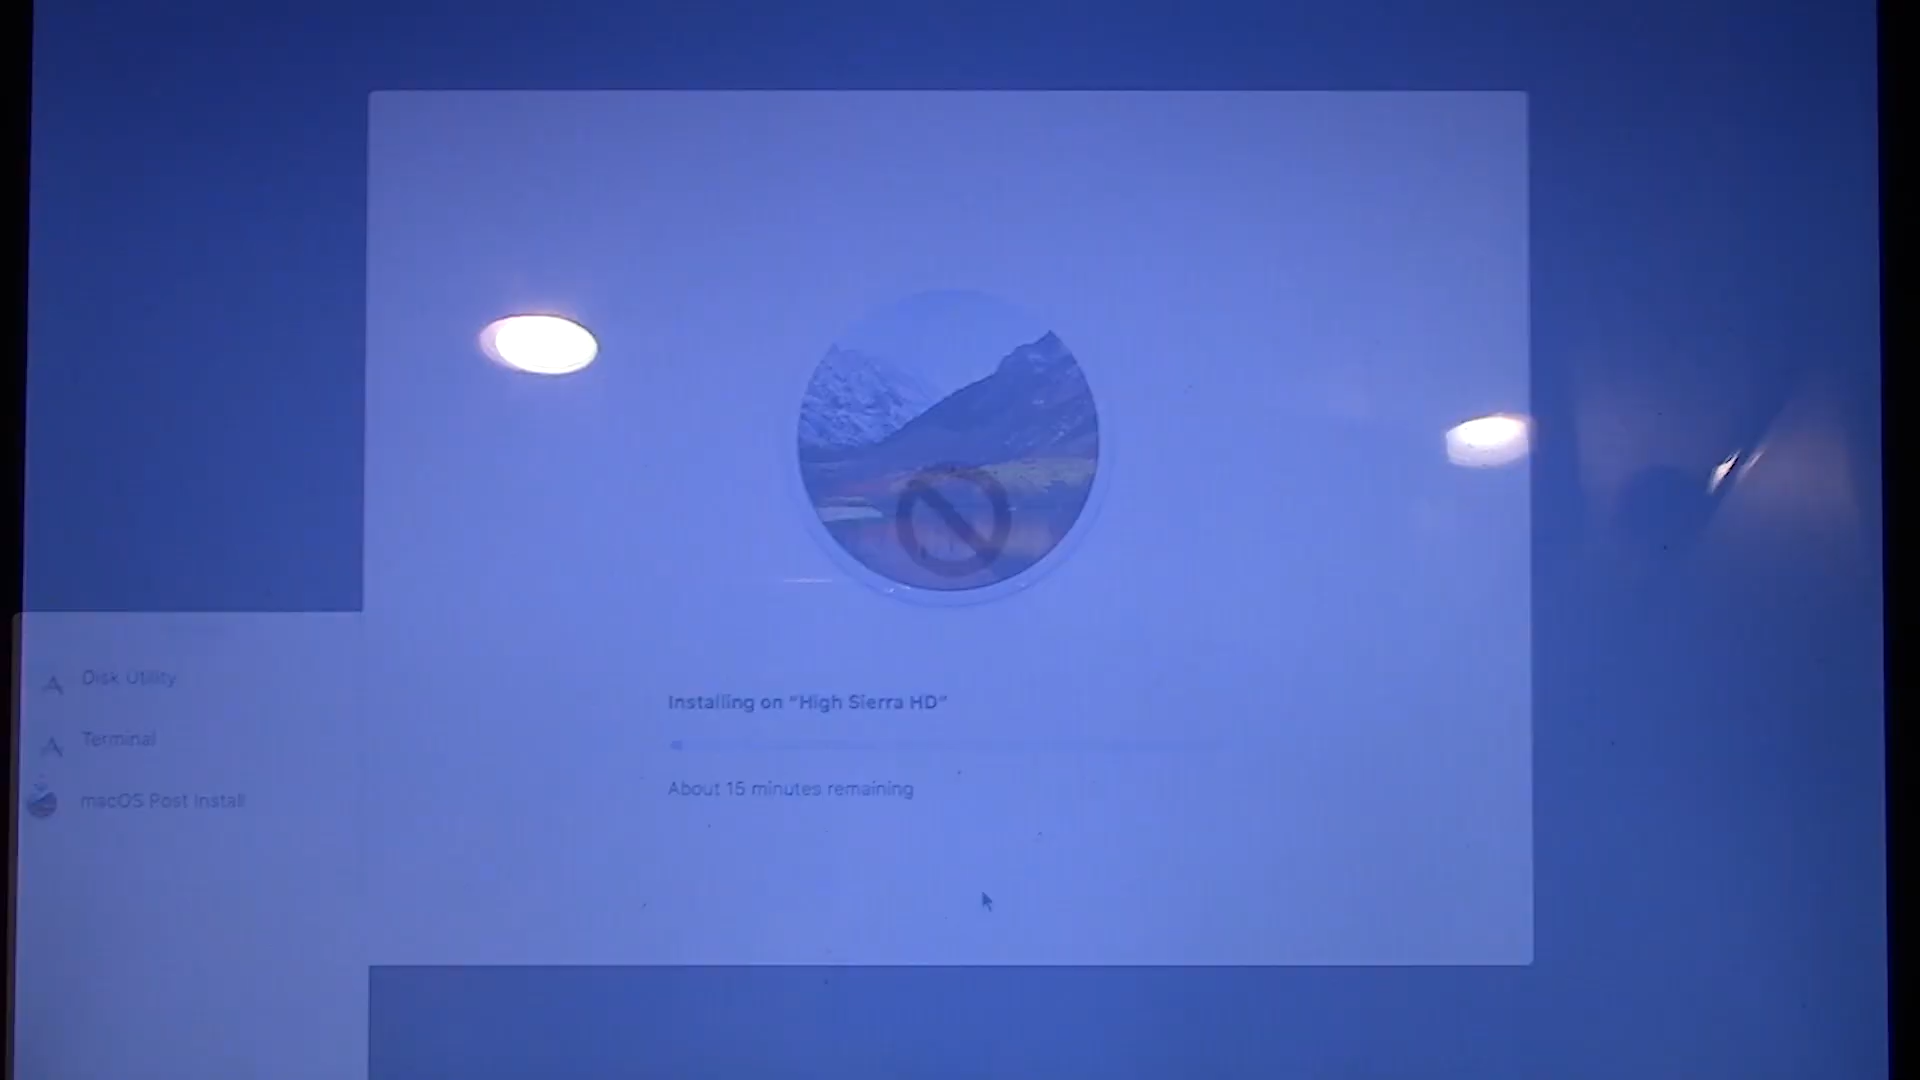 Disk Utility
Terminal
macOS Post Install
Installing on “High Sierra HD”
About 15 minutes remaining